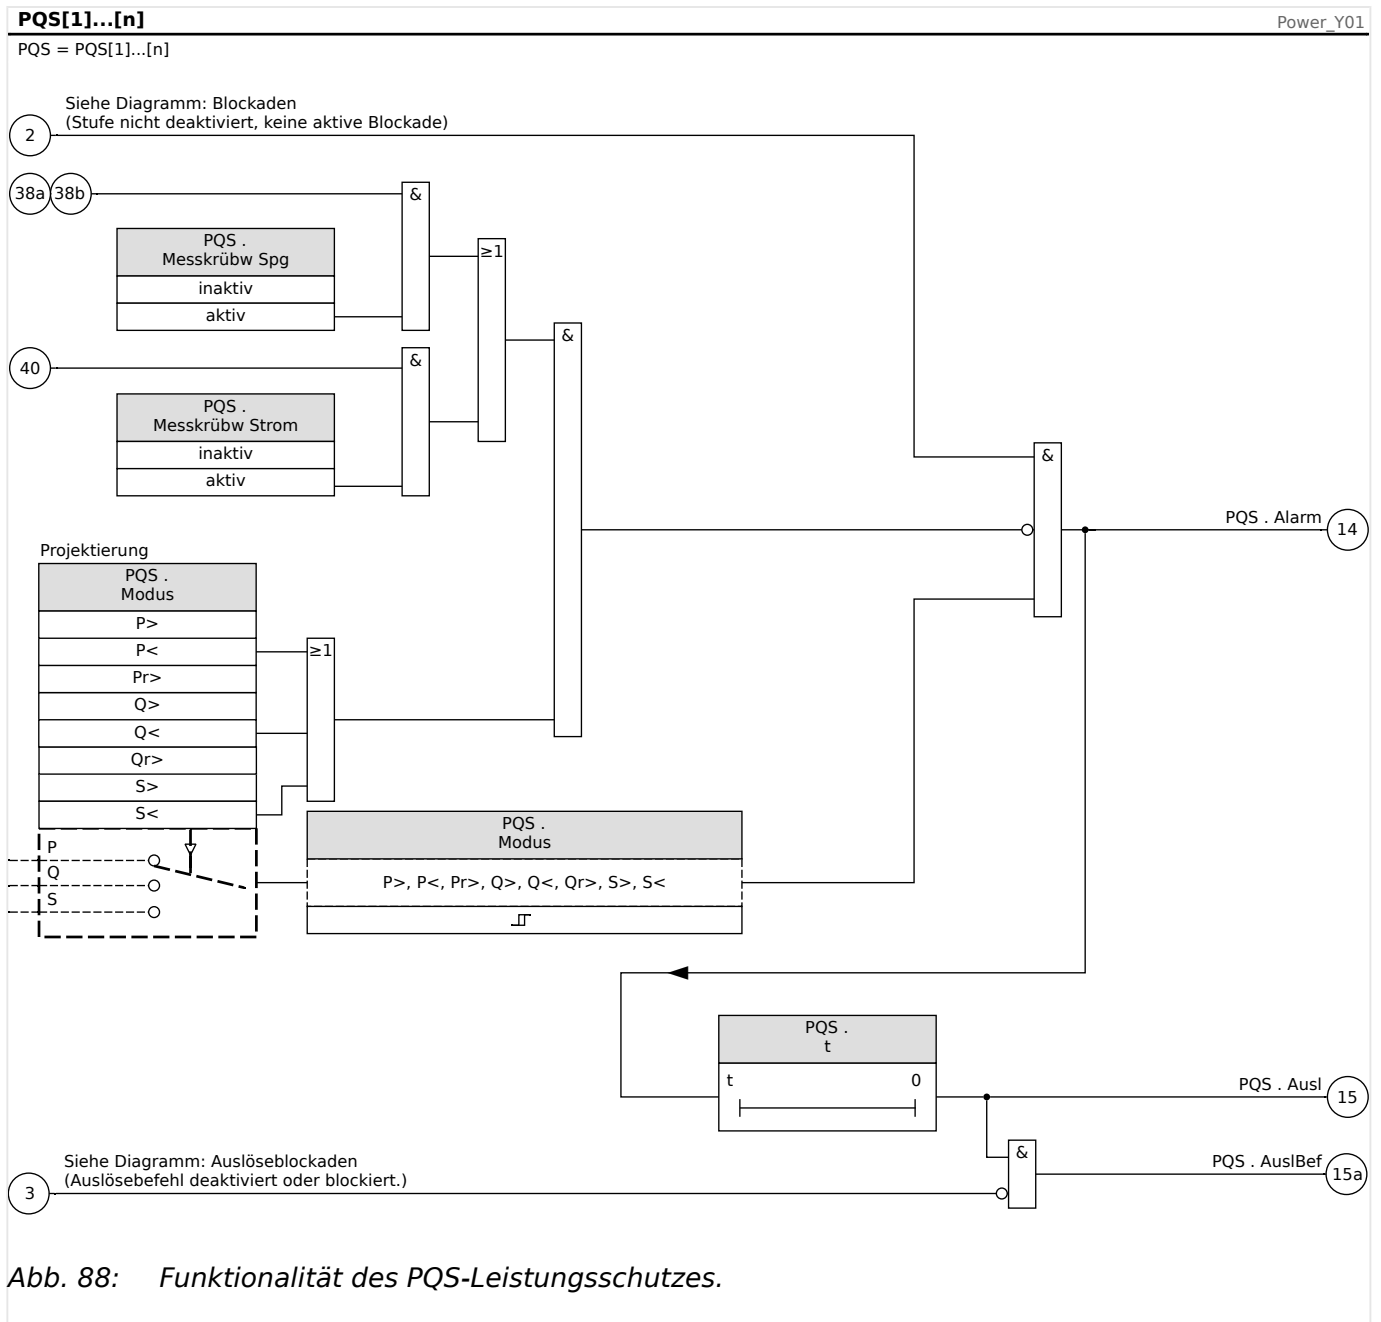 PQS[1]...[n]
Power_Y01
PQS = PQS[1]...[n]
Siehe Diagramm: Blockaden
(Stufe nicht deaktiviert, keine aktive Blockade)
2
38a 38b
&
PQS .
Messkrübw Spg
inaktiv
aktiv
≥1
&
40
&
PQS .
Messkrübw Strom
inaktiv
aktiv
&
PQS . Alarm
14
Projektierung
PQS .
Modus
P>
P<
Pr>
Q>
Q<
Qr>
S>
S<
≥1
P
Q
S
PQS .
Modus
P>, P<, Pr>, Q>, Q<, Qr>, S>, S<
PQS .
t
t 0
PQS . Ausl
15
&
PQS . AuslBef
15a
Siehe Diagramm: Auslöseblockaden
(Auslösebefehl deaktiviert oder blockiert.)
3
Abb. 88: Funktionalität des PQS-Leistungsschutzes.